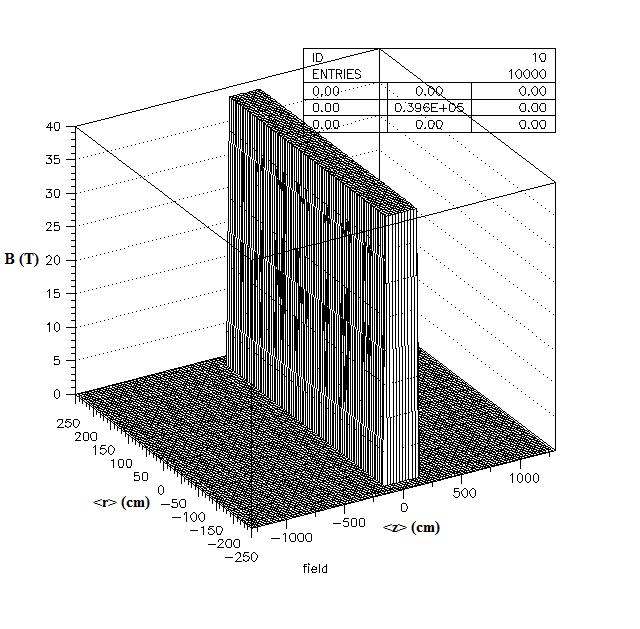 ID 10
ENTRIES 10000
0.00 0.00 0.00
0.00 0.396E+05 0.00
0.00 0.00 0.00
40
35
30
25
B (T) 20
15
10
5
0
250
200
150
100
50
0
<r> (cm) -50
-100
-150
-200
-250
-1000
-500
0
500
1000
<z> (cm)
field